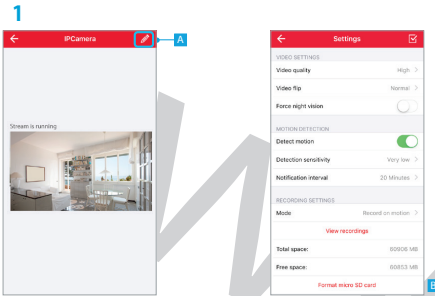 1
IPCamera
A
Stream is running
Settings
VIDEO SETTINGS
Video quality High >
Video flip Normal >
Force night vision
MOTION DETECTION
Detect motion
Detection sensitivity Very low >
Notification interval 20 Minutes >
RECORDING SETTINGS
Mode Record on motion >
View recordings
Total space: 60906 MB
Free space: 60853 MB
Format micro SD card
B